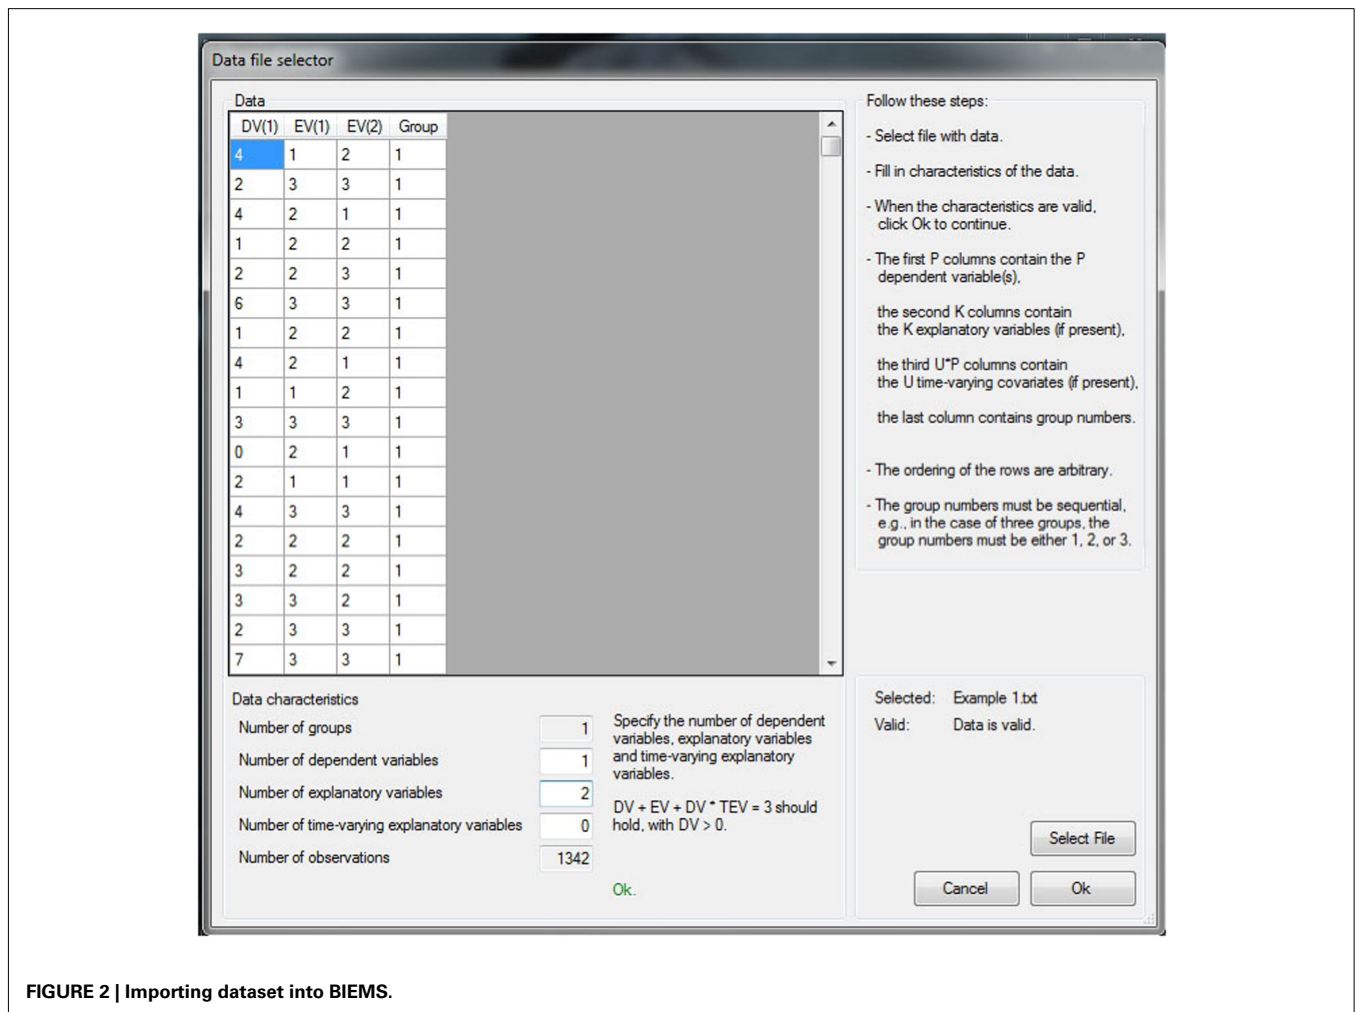 Data file selector
Data
DV(1) EV(1) EV(2) Group
4 1 2 1
2 3 3 1
4 2 1 1
1 2 2 1
2 2 3 1
6 3 3 1
1 2 2 1
4 2 1 1
1 1 2 1
3 3 3 1
0 2 1 1
2 1 1 1
4 3 3 1
2 2 2 1
3 2 2 1
3 3 2 1
2 3 3 1
7 3 3 1
Data characteristics
Number of groups 1
Number of dependent variables 1
Number of explanatory variables 2
Number of time-varying explanatory variables 0
Number of observations 1342
Specify the number of dependent
variables, explanatory variables
and time-varying explanatory
variables.
DV + EV + DV * TEV = 3 should
hold, with DV > 0.
Ok.
Follow these steps:
- Select file with data.
- Fill in characteristics of the data.
- When the characteristics are valid,
click Ok to continue.
- The first P columns contain the P
dependent variable(s),
the second K columns contain
the K explanatory variables (if present),
the third U*P columns contain
the U time-varying covariates (if present),
the last column contains group numbers.
- The ordering of the rows are arbitrary.
- The group numbers must be sequential,
e.g., in the case of three groups, the
group numbers must be either 1, 2, or 3.
Selected: Example 1.txt
Valid: Data is valid.
Select File
Cancel Ok
FIGURE 2 | Importing dataset into BIEMS.